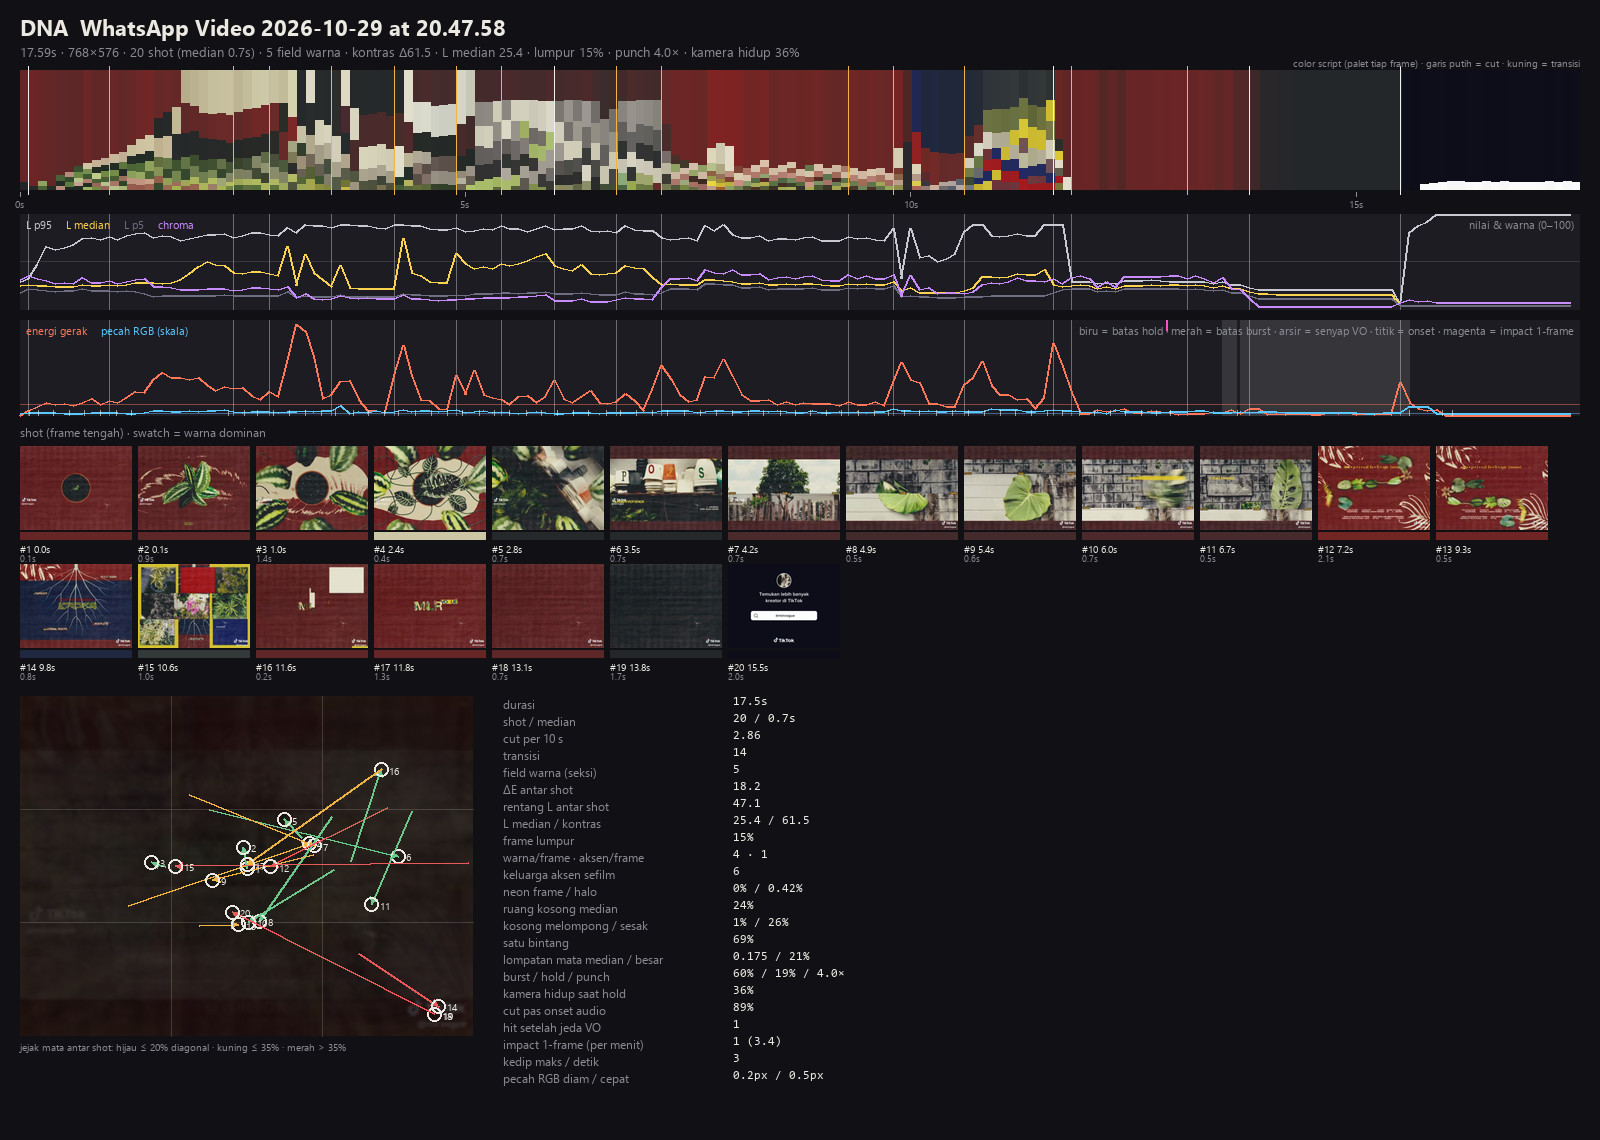 DNA WhatsApp Video 2026-10-29 at 20.47.58
17.59s · 768×576 · 20 shot (median 0.7s) · 5 field warna · kontras Δ61.5 · L median 25.4 · lumpur 15% · punch 4.0× · kamera hidup 36%
color script (palet tiap frame) · garis putih = cut · kuning = transisi
0s 5s 10s 15s
L p95 L median L p5 chroma nilai & warna (0–100)
energi gerak pecah RGB (skala) biru = batas hold · merah = batas burst · arsir = senyap VO · titik = onset · magenta = impact 1-frame
shot (frame tengah) · swatch = warna dominan
P O S
#1 0.0s #2 0.1s #3 1.0s #4 2.4s #5 2.8s #6 3.5s #7 4.2s #8 4.9s #9 5.4s #10 6.0s #11 6.7s #12 7.2s #13 9.3s
0.1s 0.9s 1.4s 0.4s 0.7s 0.7s 0.7s 0.5s 0.6s 0.7s 0.5s 2.1s 0.5s
MLR
Temukan lebih banyak
kreator di TikTok
TikTok
#14 9.8s #15 10.6s #16 11.6s #17 11.8s #18 13.1s #19 13.8s #20 15.5s
0.8s 1.0s 0.2s 1.3s 0.7s 1.7s 2.0s
durasi 17.5s
shot / median 20 / 0.7s
cut per 10 s 2.86
transisi 14
field warna (seksi) 5
ΔE antar shot 18.2
rentang L antar shot 47.1
L median / kontras 25.4 / 61.5
frame lumpur 15%
warna/frame · aksen/frame 4 · 1
keluarga aksen sefilm 6
neon frame / halo 0% / 0.42%
ruang kosong median 24%
kosong melompong / sesak 1% / 26%
satu bintang 69%
lompatan mata median / besar 0.175 / 21%
burst / hold / punch 60% / 19% / 4.0×
kamera hidup saat hold 36%
cut pas onset audio 89%
hit setelah jeda VO 1
impact 1-frame (per menit) 1 (3.4)
kedip maks / detik 3
pecah RGB diam / cepat 0.2px / 0.5px
16
6
12
15
11
20
14
jejak mata antar shot: hijau ≤ 20% diagonal · kuning ≤ 35% · merah > 35%